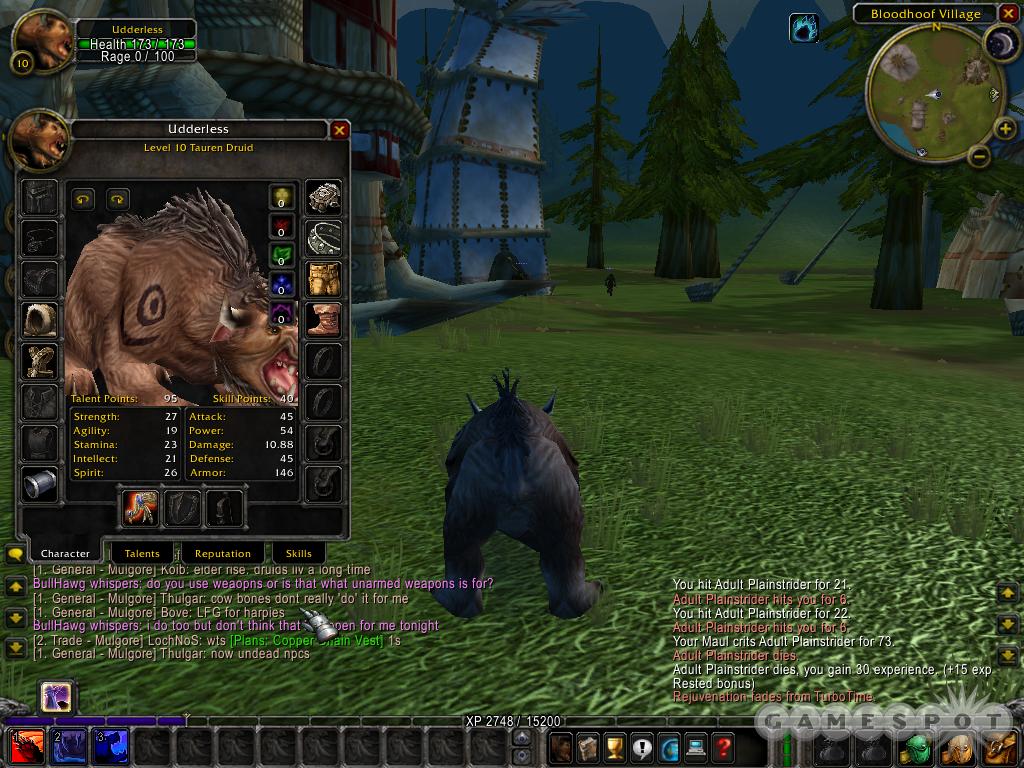 Udderless
Health 173 / 173
Rage 0 / 100
10
Bloodhoof Village
N
Udderless
Level 10 Tauren Druid
0
0
0
0
0
Talent Points: 95 Skill Points: 40
Strength: 27 Attack: 45
Agility: 19 Power: 54
Stamina: 23 Damage: 10.88
Intellect: 21 Defense: 45
Spirit: 26 Armor: 146
Character Talents Reputation Skills
[1. General - Mulgore] Koib: elder rise, druids liv a long time
BullHawg whispers: do you use weaopns or is that what unarmed weapons is for?
[1. General - Mulgore] Thulgar: cow bones dont really 'do' it for me
[1. General - Mulgore] Bove: LFG for harpies
BullHawg whispers: i do too but don't think that open for me tonight
[2. Trade - Mulgore] LochNoS: wts [Plans: Copper Chain Vest] 1s
[1. General - Mulgore] Thulgar: now undead npcs
You hit Adult Plainstrider for 21.
Adult Plainstrider hits you for 6.
You hit Adult Plainstrider for 22.
Adult Plainstrider hits you for 6.
Your Maul crits Adult Plainstrider for 73.
Adult Plainstrider dies.
Adult Plainstrider dies, you gain 30 experience. (+15 exp
Rested bonus)
Rejuvenation fades from TurboTime.
XP 2748 / 15200
GAMESPOT
1 2 3
1